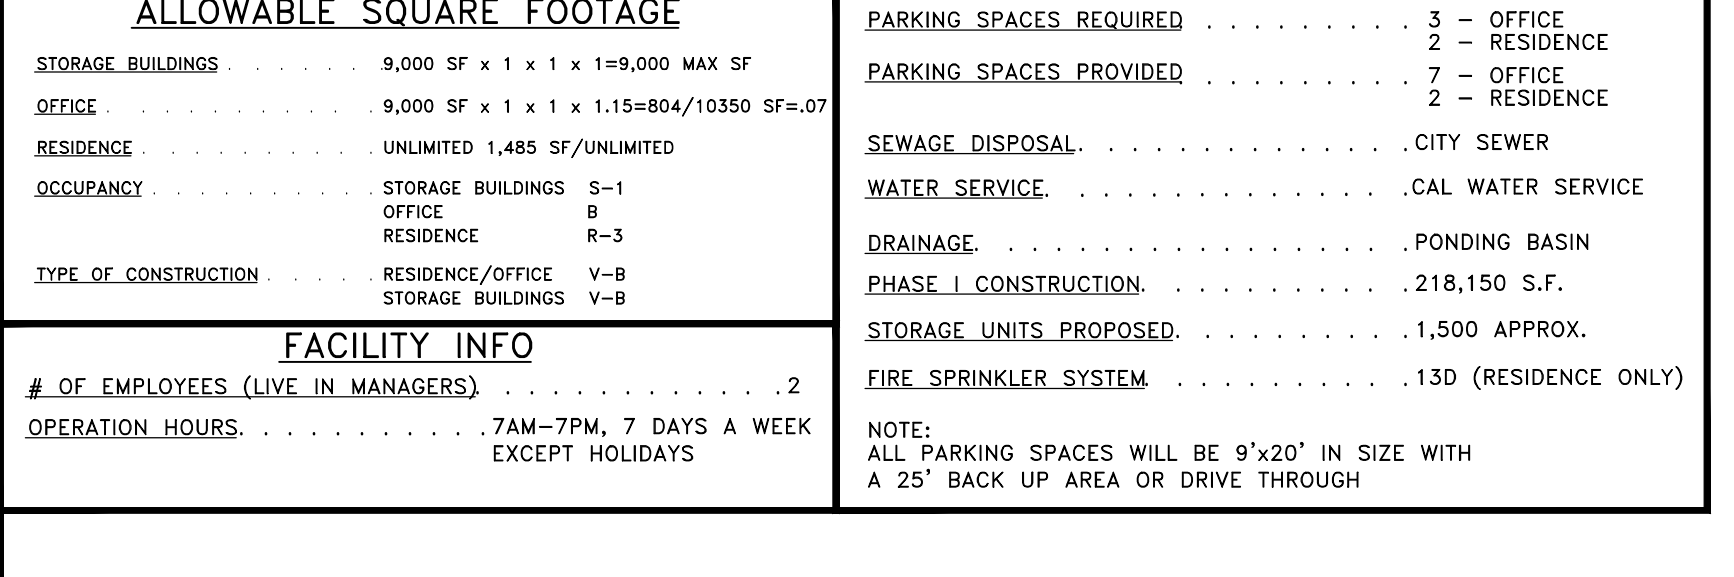 ALLOWABLE SQUARE FOOTAGE
STORAGE BUILDINGS . . . . . . .9,000 SF x 1 x 1 x 1=9,000 MAX SF
OFFICE . . . . . . . . . . 9,000 SF x 1 x 1 x 1.15=804/10350 SF=.07
RESIDENCE . . . . . . . . . . UNLIMITED 1,485 SF/UNLIMITED
OCCUPANCY . . . . . . . . . . STORAGE BUILDINGS S-1
OFFICE B
RESIDENCE R-3
TYPE OF CONSTRUCTION . . . . . RESIDENCE/OFFICE V-B
STORAGE BUILDINGS V-B
FACILITY INFO
# OF EMPLOYEES (LIVE IN MANAGERS). . . . . . . . . . . . .2
OPERATION HOURS. . . . . . . . . . .7AM-7PM, 7 DAYS A WEEK
EXCEPT HOLIDAYS
PARKING SPACES REQUIRED . . . . . . . . . 3 - OFFICE
2 - RESIDENCE
PARKING SPACES PROVIDED . . . . . . . . . 7 - OFFICE
2 - RESIDENCE
SEWAGE DISPOSAL. . . . . . . . . . . . . .CITY SEWER
WATER SERVICE. . . . . . . . . . . . . . .CAL WATER SERVICE
DRAINAGE. . . . . . . . . . . . . . . . . .PONDING BASIN
PHASE I CONSTRUCTION. . . . . . . . . . .218,150 S.F.
STORAGE UNITS PROPOSED. . . . . . . . . .1,500 APPROX.
FIRE SPRINKLER SYSTEM. . . . . . . . . . .13D (RESIDENCE ONLY)
NOTE:
ALL PARKING SPACES WILL BE 9'x20' IN SIZE WITH
A 25' BACK UP AREA OR DRIVE THROUGH